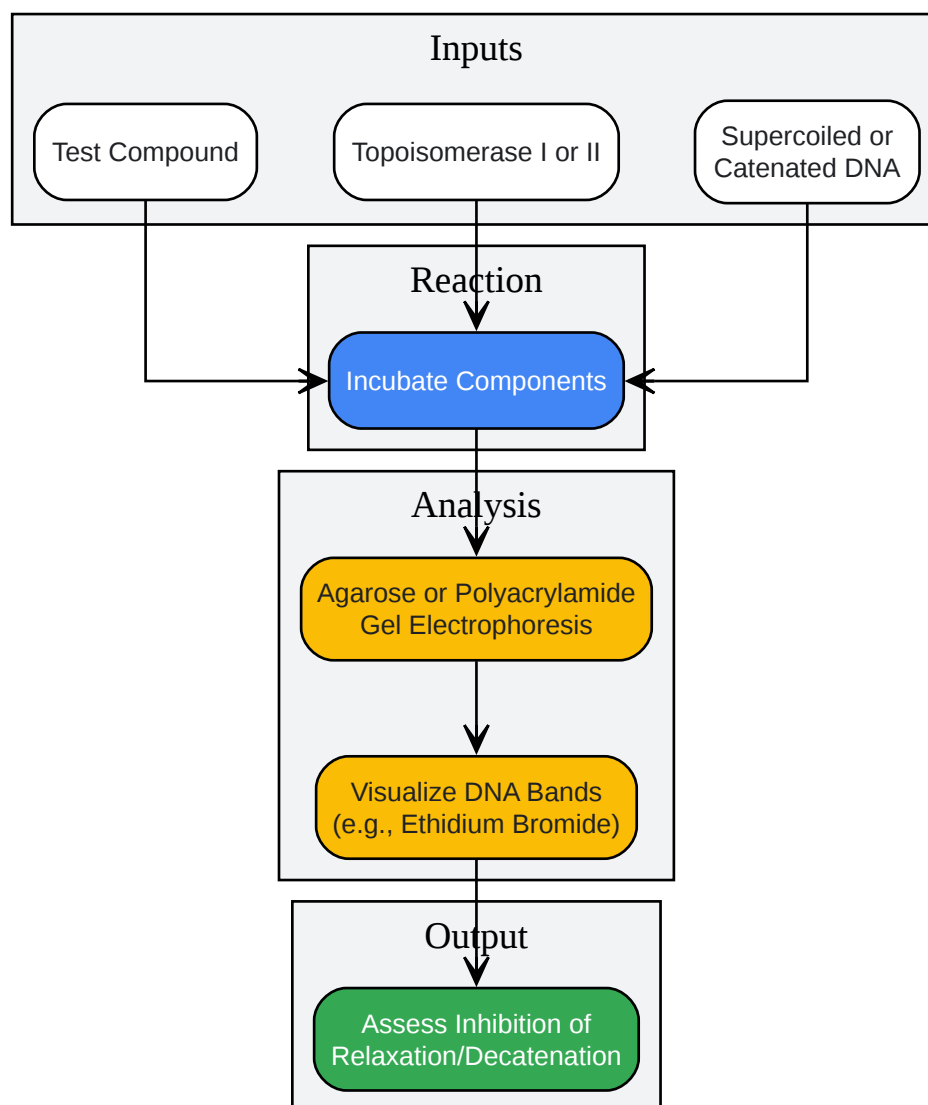 Inputs
Test Compound
Topoisomerase I or II
Supercoiled or
Catenated DNA
Reaction
Incubate Components
Analysis
Agarose or Polyacrylamide
Gel Electrophoresis
Visualize DNA Bands
(e.g., Ethidium Bromide)
Output
Assess Inhibition of
Relaxation/Decatenation